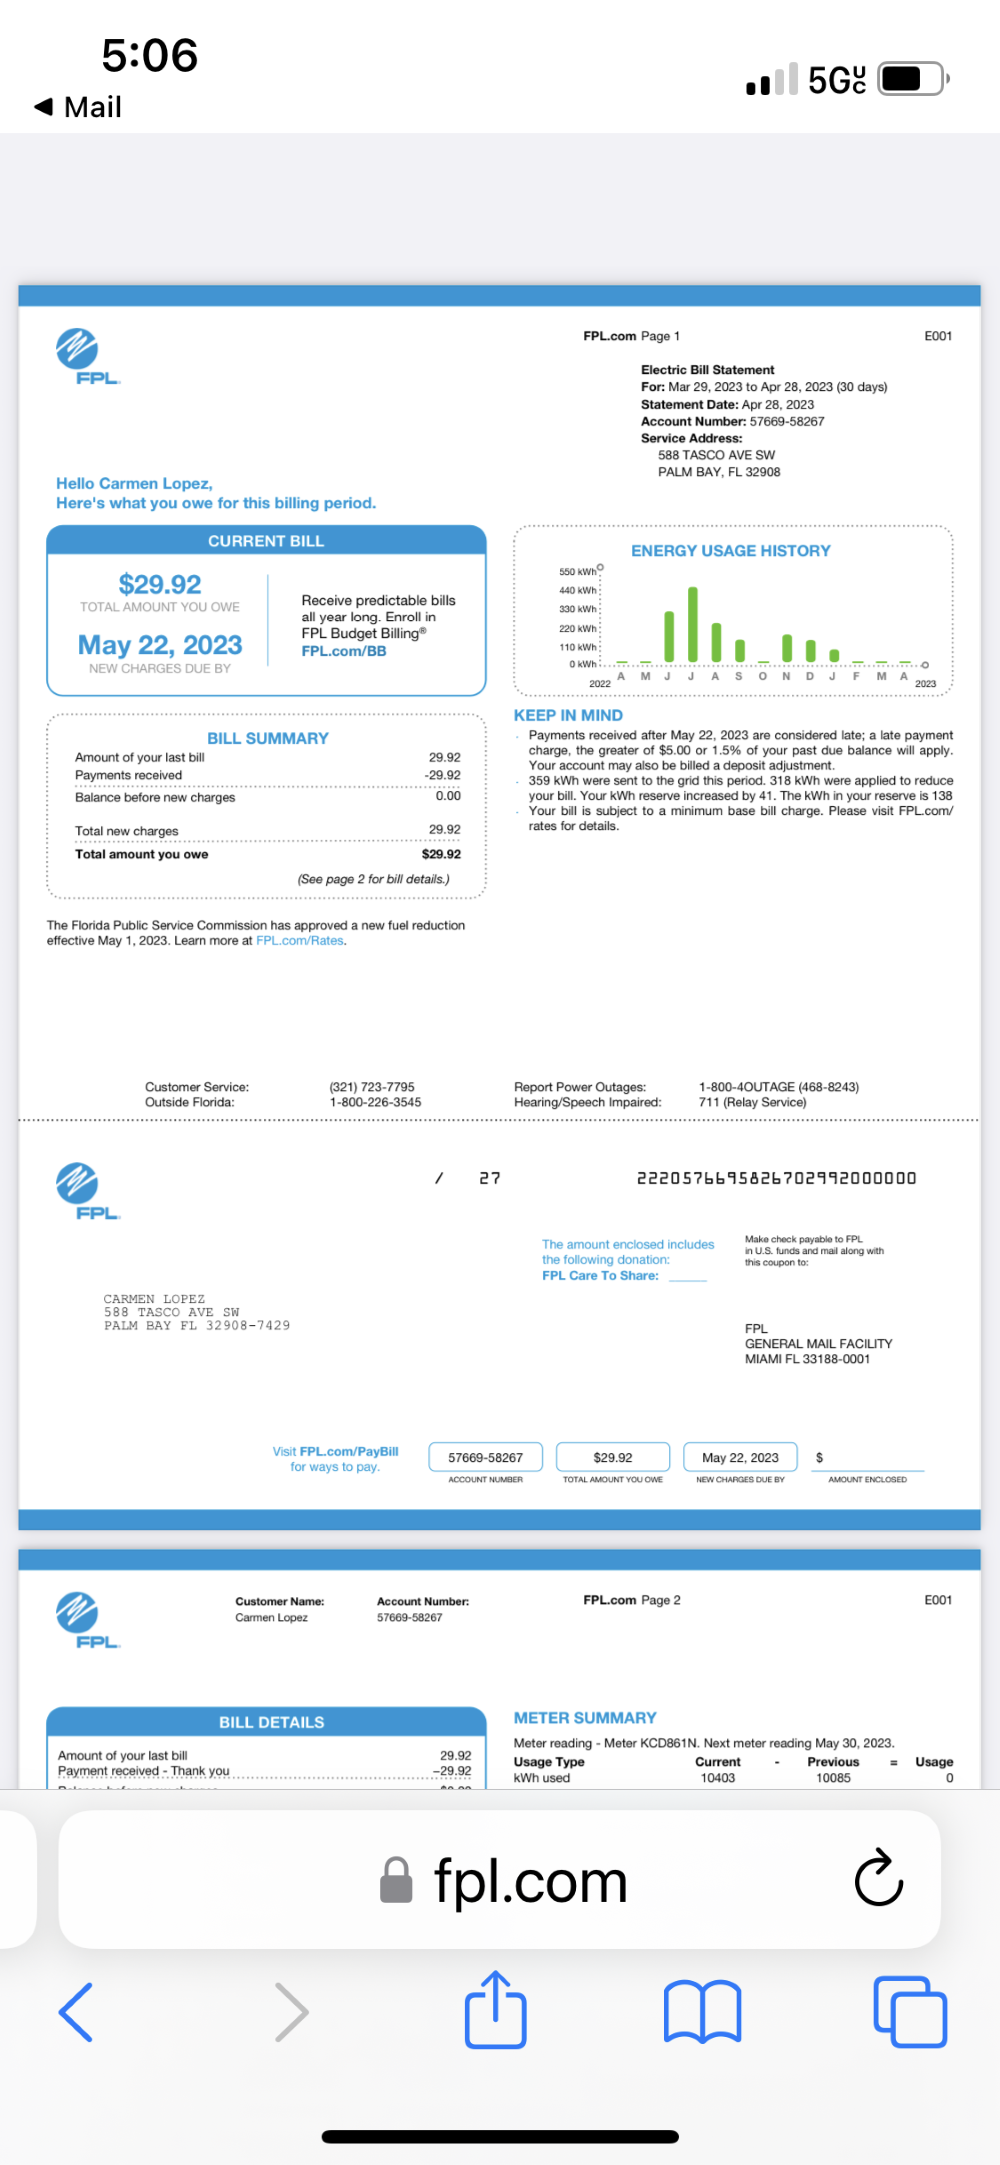 5:06
5G UC
◀ Mail
FPL.
FPL.com Page 1
E001
Electric Bill Statement
For: Mar 29, 2023 to Apr 28, 2023 (30 days)
Statement Date: Apr 28, 2023
Account Number: 57669-58267
Service Address:
588 TASCO AVE SW
PALM BAY, FL 32908
Hello Carmen Lopez,
Here's what you owe for this billing period.
CURRENT BILL
$29.92
TOTAL AMOUNT YOU OWE
May 22, 2023
NEW CHARGES DUE BY
Receive predictable bills
all year long. Enroll in
FPL Budget Billing®
FPL.com/BB
ENERGY USAGE HISTORY
550 kWh
440 kWh
330 kWh
220 kWh
110 kWh
0 kWh
A M J J A S O N D J F M A
2022 2023
BILL SUMMARY
Amount of your last bill 29.92
Payments received -29.92
Balance before new charges 0.00
Total new charges 29.92
Total amount you owe $29.92
(See page 2 for bill details.)
KEEP IN MIND
· Payments received after May 22, 2023 are considered late; a late payment
charge, the greater of $5.00 or 1.5% of your past due balance will apply.
Your account may also be billed a deposit adjustment.
· 359 kWh were sent to the grid this period. 318 kWh were applied to reduce
your bill. Your kWh reserve increased by 41. The kWh in your reserve is 138
· Your bill is subject to a minimum base bill charge. Please visit FPL.com/
rates for details.
The Florida Public Service Commission has approved a new fuel reduction
effective May 1, 2023. Learn more at FPL.com/Rates.
Customer Service: (321) 723-7795
Outside Florida: 1-800-226-3545
Report Power Outages: 1-800-4OUTAGE (468-8243)
Hearing/Speech Impaired: 711 (Relay Service)
FPL.
/ 27 2220576695826702992000000
The amount enclosed includes
the following donation:
FPL Care To Share: ______
Make check payable to FPL
in U.S. funds and mail along with
this coupon to:
CARMEN LOPEZ
588 TASCO AVE SW
PALM BAY FL 32908-7429
FPL
GENERAL MAIL FACILITY
MIAMI FL 33188-0001
Visit FPL.com/PayBill
for ways to pay.
57669-58267
ACCOUNT NUMBER
$29.92
TOTAL AMOUNT YOU OWE
May 22, 2023
NEW CHARGES DUE BY
$
AMOUNT ENCLOSED
FPL.
Customer Name:
Carmen Lopez
Account Number:
57669-58267
FPL.com Page 2
E001
BILL DETAILS
Amount of your last bill 29.92
Payment received - Thank you −29.92
METER SUMMARY
Meter reading - Meter KCD861N. Next meter reading May 30, 2023.
Usage Type Current - Previous = Usage
kWh used 10403 10085 0
fpl.com